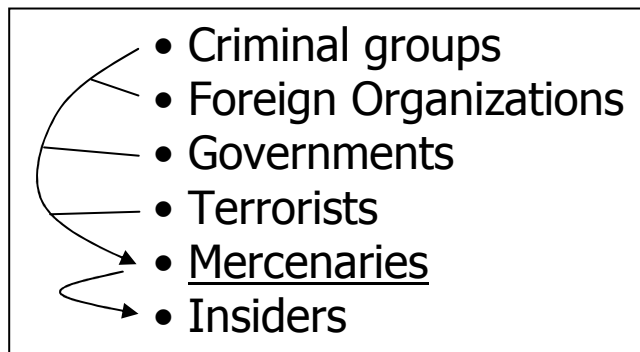 • Criminal groups
• Foreign Organizations
• Governments
• Terrorists
• Mercenaries
• Insiders